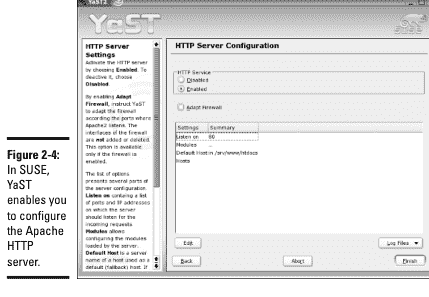 YaST2
YaST
HTTP Server
Settings
Activate the HTTP server
by choosing Enabled. To
deactive it, choose
Disabled.
By enabling Adapt
Firewall, instruct YaST
to adapt the firewall
according the ports where
Apache2 listens. The
interfaces of the firewall
are not added or deleted.
This option is available
only if the firewall is
enabled.
The list of options
presents several parts of
the server configuration.
Listen on contains a list
of ports and IP addresses
on which the server
should listen for the
incoming requests.
Modules allows
configuring the modules
loaded by the server.
Default Host is a server
name of a host used as a
default (fallback) host. If
HTTP Server Configuration
HTTP Service
Disabled
Enabled
Adapt Firewall
Settings Summary
Listen on 80
Modules ...
Default Host in /srv/www/htdocs
Hosts
Edit
Log Files
Back
Abort
Finish
Figure 2-4:
In SUSE,
YaST
enables you
to configure
the Apache
HTTP
server.